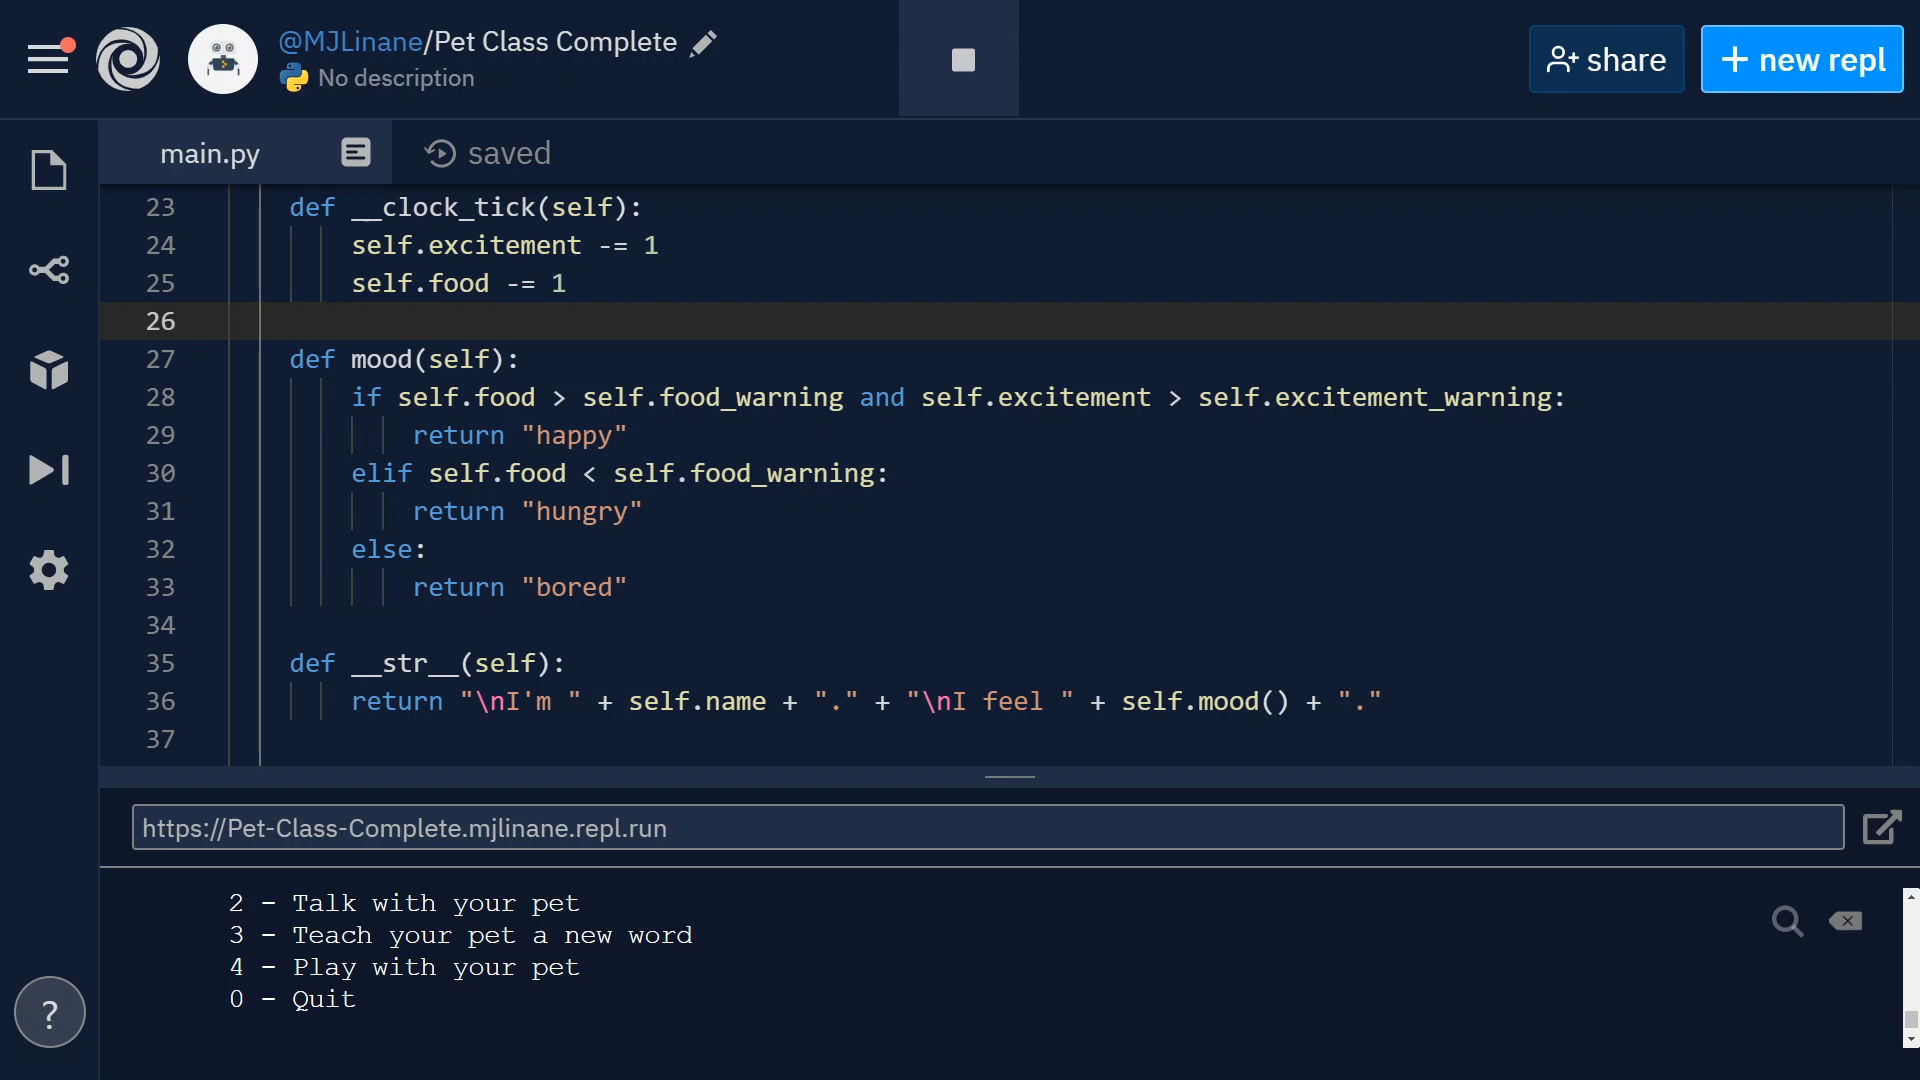 @MJLinane/Pet Class Complete
No description
share
+ new repl
main.py
saved
23 def __clock_tick(self):
24 self.excitement -= 1
25 self.food -= 1
26
27 def mood(self):
28 if self.food > self.food_warning and self.excitement > self.excitement_warning:
29 return "happy"
30 elif self.food < self.food_warning:
31 return "hungry"
32 else:
33 return "bored"
34
35 def __str__(self):
36 return "\nI'm " + self.name + "." + "\nI feel " + self.mood() + "."
37
https://Pet-Class-Complete.mjlinane.repl.run
2 - Talk with your pet
3 - Teach your pet a new word
4 - Play with your pet
0 - Quit
?